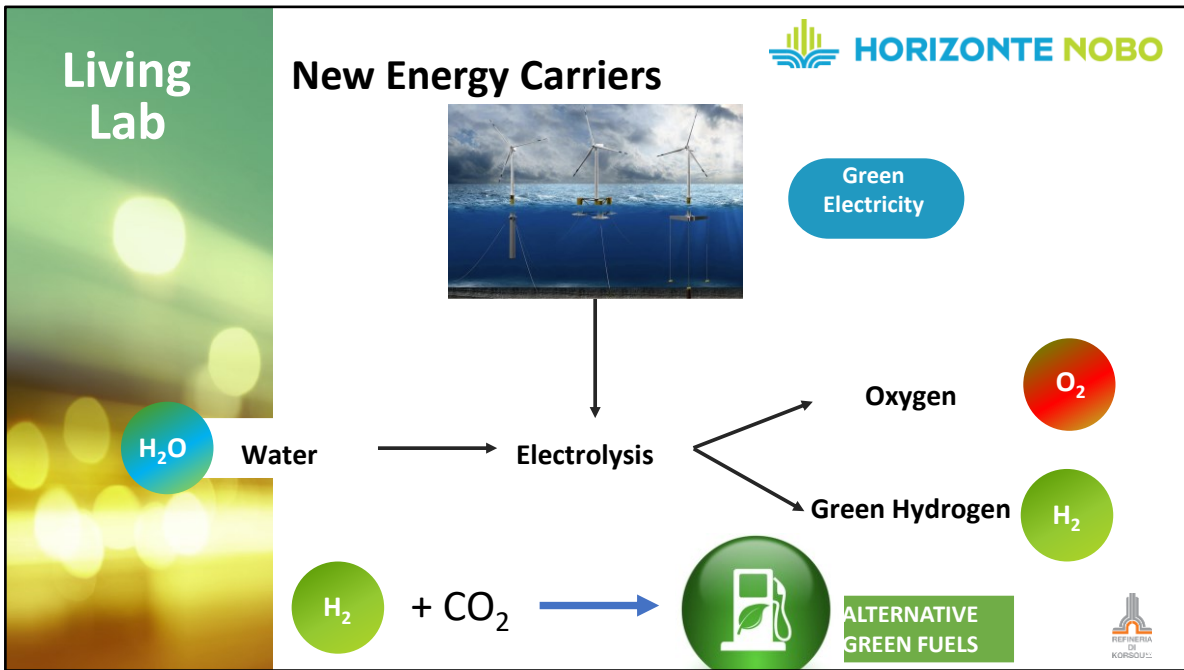 Living
Lab
New Energy Carriers
HORIZONTE NOBO
Green
Electricity
Oxygen
O₂
H₂O
Water
Electrolysis
Green Hydrogen
H₂
H₂
+ CO₂
ALTERNATIVE
GREEN FUELS
REFINERIA
DI